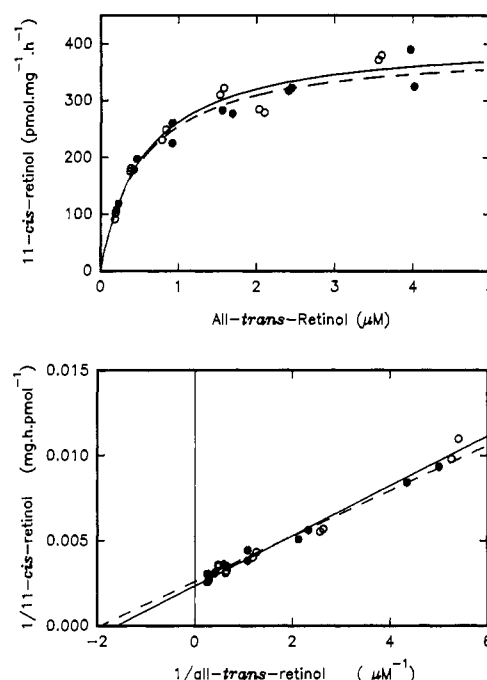 11-cis-retinol (pmol.mg⁻¹.h⁻¹)
400
300
200
100
0
0 1 2 3 4
All-trans-Retinol (μM)
1/11-cis-retinol (mg.h.pmol⁻¹)
0.015
0.010
0.005
0.000
-2 0 2 4 6
1/all-trans-retinol (μM⁻¹)